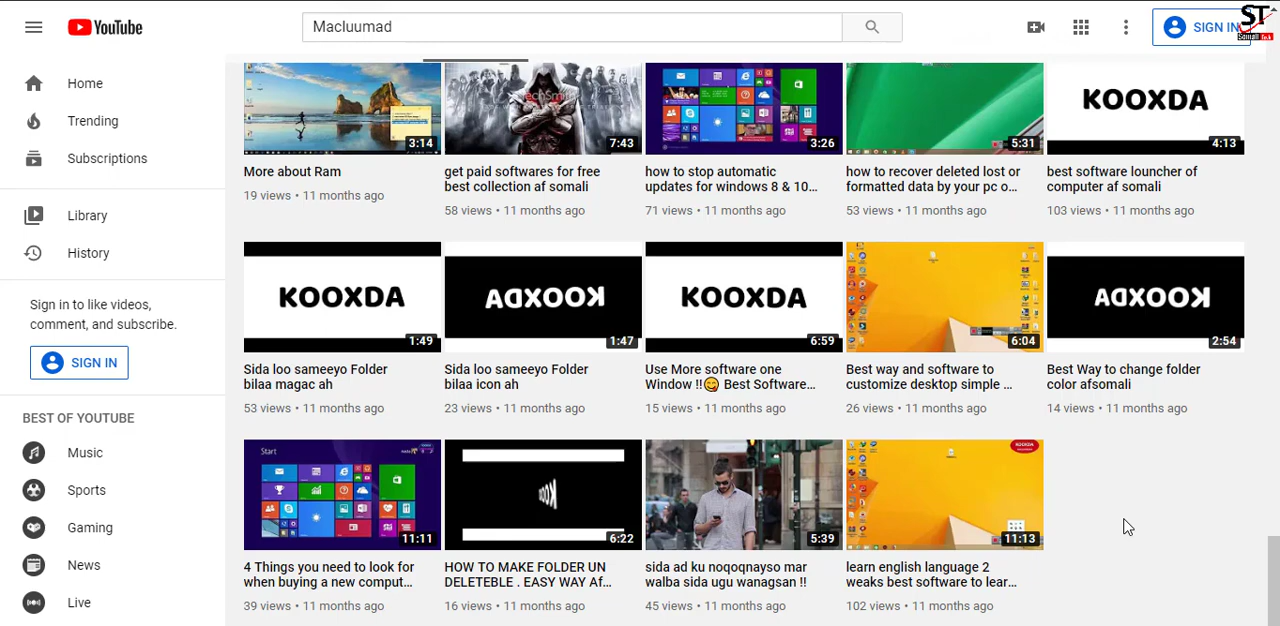 YouTube
Macluumad
SIGN IN
ST
Somali Tek
Home
Trending
Subscriptions
Library
History
Sign in to like videos,
comment, and subscribe.
SIGN IN
BEST OF YOUTUBE
Music
Sports
Gaming
News
Live
3:14
More about Ram
19 views • 11 months ago
7:43
get paid softwares for free
best collection af somali
58 views • 11 months ago
3:26
how to stop automatic
updates for windows 8 & 10...
71 views • 11 months ago
5:31
how to recover deleted lost or
formatted data by your pc o...
53 views • 11 months ago
KOOXDA
4:13
best software louncher of
computer af somali
103 views • 11 months ago
KOOXDA
1:49
Sida loo sameeyo Folder
bilaa magac ah
53 views • 11 months ago
KOOXDA
1:47
Sida loo sameeyo Folder
bilaa icon ah
23 views • 11 months ago
KOOXDA
6:59
Use More software one
Window !!😋 Best Software...
15 views • 11 months ago
6:04
Best way and software to
customize desktop simple ...
26 views • 11 months ago
KOOXDA
2:54
Best Way to change folder
color afsomali
14 views • 11 months ago
Start
11:11
4 Things you need to look for
when buying a new comput...
39 views • 11 months ago
6:22
HOW TO MAKE FOLDER UN
DELETEBLE . EASY WAY Af...
16 views • 11 months ago
5:39
sida ad ku noqoqnayso mar
walba sida ugu wanagsan !!
45 views • 11 months ago
KOOXDA
11:13
learn english language 2
weaks best software to lear...
102 views • 11 months ago